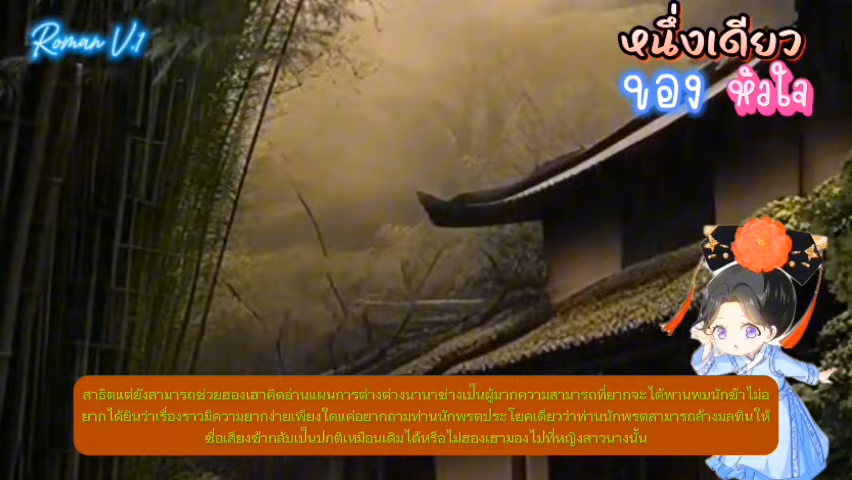 Roman V.1
หนึ่งเดียว
ของ หัวใจ
สาธิตแต่ยังสามารถช่วยฮองเฮาคิดอ่านแผนการต่างต่างนานาช่างเป็นผู้มากความสามารถที่ยากจะได้พานพบนักข้าไม่อ
ยากได้ยินว่าเรื่องราวมีความยากง่ายเพียงใดแค่อยากถามท่านนักพรตประโยคเดียวว่าท่านนักพรตสามารถล้างมลทินให้
ชื่อเสียงข้ากลับเป็นปกติเหมือนเดิมได้หรือไม่ฮองเฮามองไปที่หญิงสาวนางนั้น